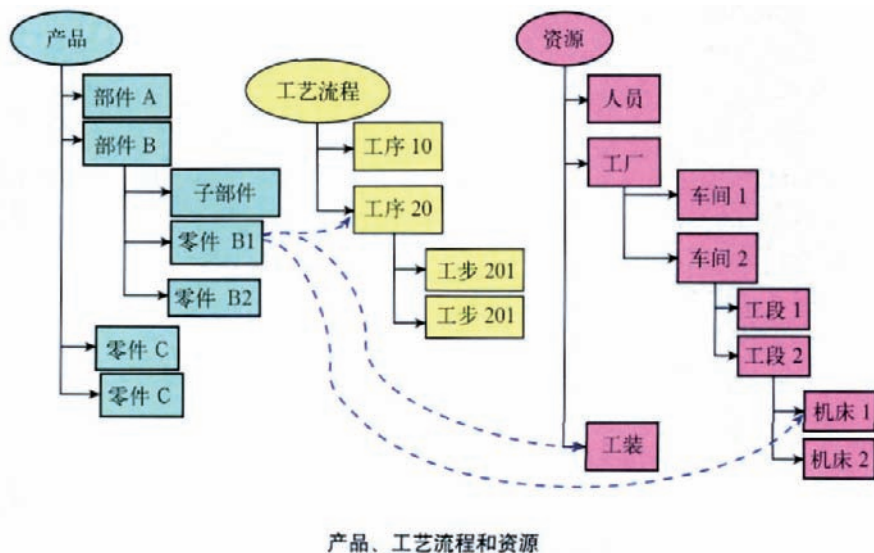 产品
部件 A
部件 B
子部件
零件 B1
零件 B2
零件 C
零件 C
工艺流程
工序 10
工序 20
工步 201
工步 201
资源
人员
工厂
车间 1
车间 2
工段 1
工段 2
机床 1
机床 2
工装
产品、工艺流程和资源